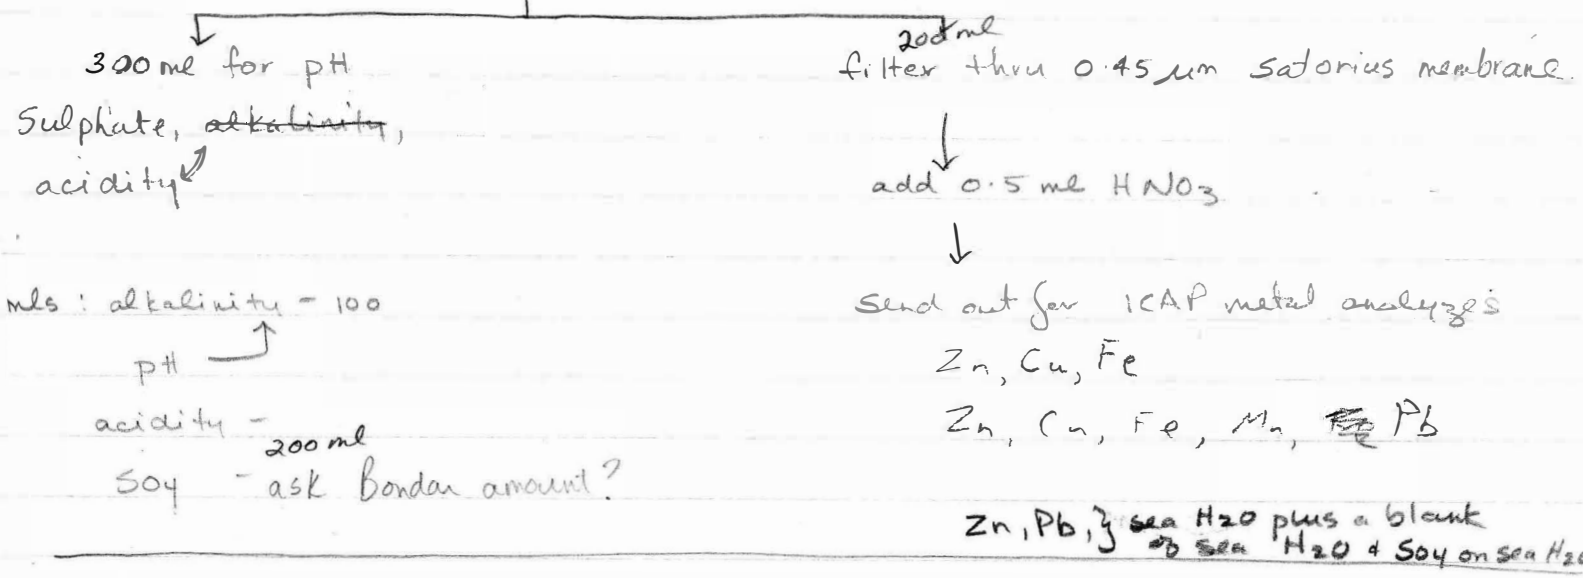 300 ml for pH
Sulphate, alkalinity,
acidity
mls : alkalinity - 100
pH
acidity -
200 ml
SO4 - ask Bondar amount?
200 ml
filter thru 0.45 µm Satorius membrane.
add 0.5 ml HNO3
Send out for ICAP metal analyzes
Zn, Cu, Fe
Zn, Cu, Fe, Mn, Pb
Zn, Pb, } sea H2O plus a blank
of sea H2O & SO4 on sea H2O